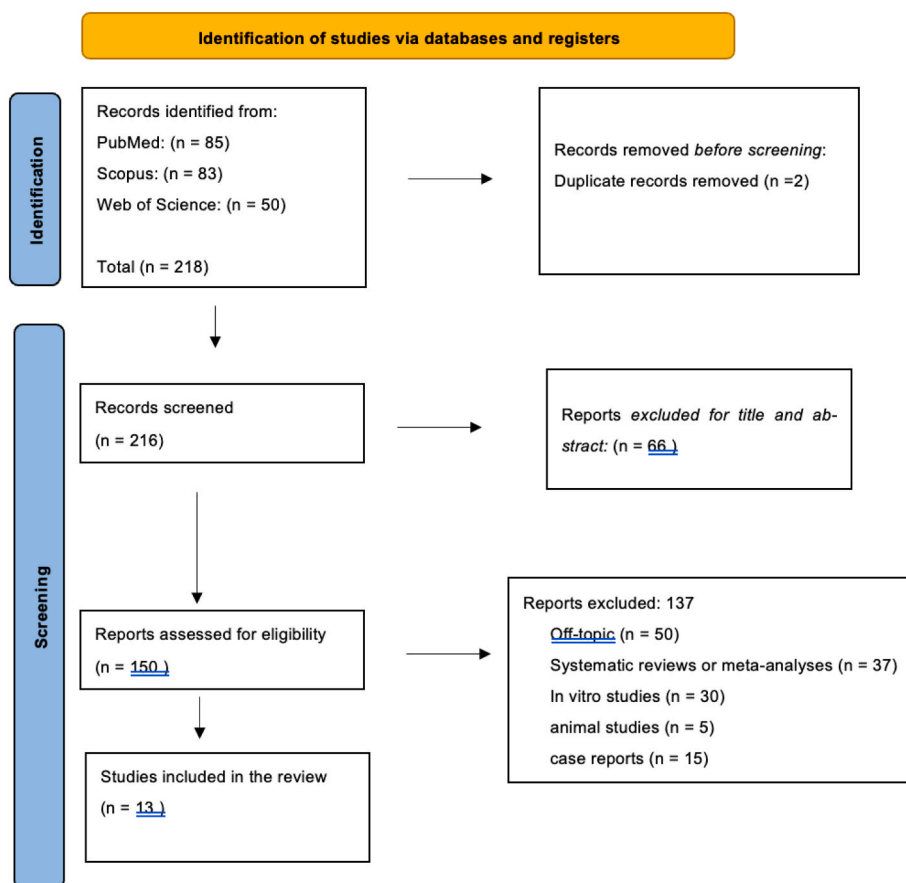 Identification of studies via databases and registers
Identification
Records identified from:
PubMed: (n = 85)
Scopus: (n = 83)
Web of Science: (n = 50)
Total (n = 218)
Records removed before screening:
Duplicate records removed (n =2)
Screening
Records screened
(n = 216)
Reports excluded for title and ab-
stract: (n = 66 )
Reports assessed for eligibility
(n = 150 )
Reports excluded: 137
Off-topic (n = 50)
Systematic reviews or meta-analyses (n = 37)
In vitro studies (n = 30)
animal studies (n = 5)
case reports (n = 15)
Studies included in the review
(n = 13 )